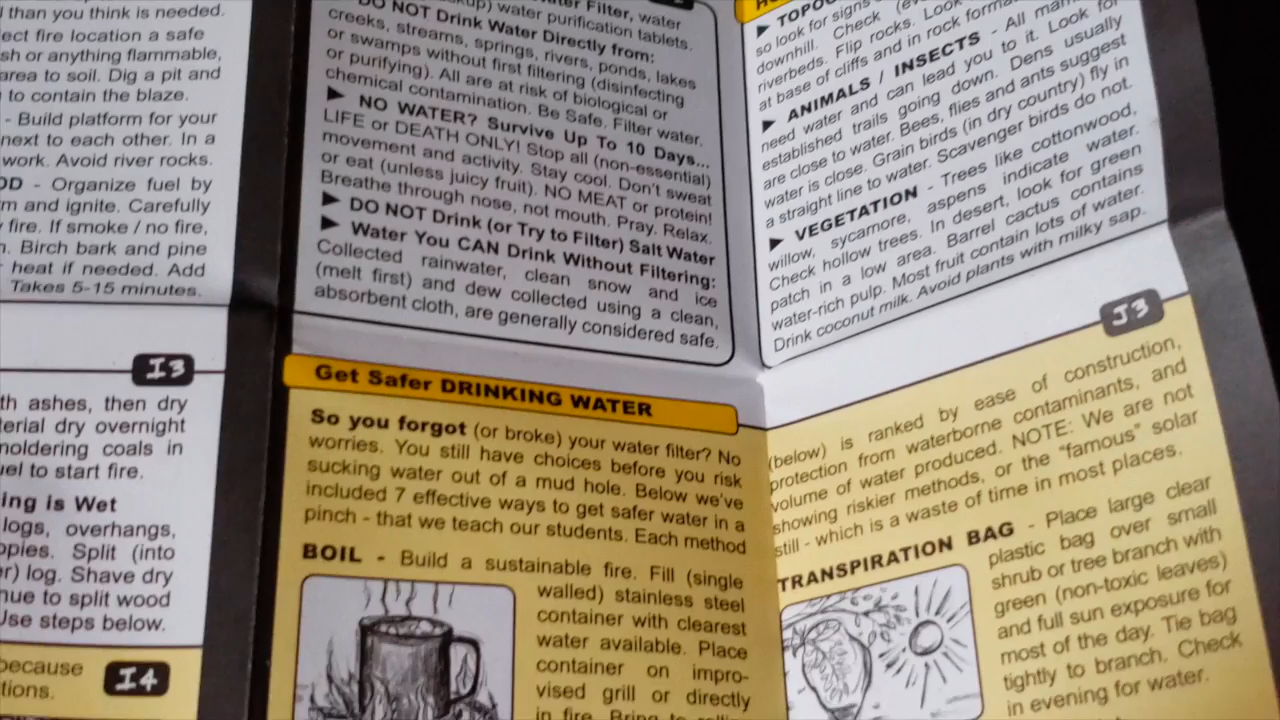 than you think is needed.
ect fire location a safe
sh or anything flammable,
area to soil. Dig a pit and
to contain the blaze.
- Build platform for your
next to each other. In a
work. Avoid river rocks.
OD - Organize fuel by
m and ignite. Carefully
fire. If smoke / no fire,
n. Birch bark and pine
heat if needed. Add
Takes 5-15 minutes.
I3
th ashes, then dry
terial dry overnight
moldering coals in
uel to start fire.
ing is Wet
logs, overhangs,
ppies. Split (into
er) log. Shave dry
nue to split wood
Use steps below.
because
tions.
I4
Water Filter, water
up) water purification tablets.
DO NOT Drink Water Directly from:
creeks, streams, springs, rivers, ponds, lakes
or swamps without first filtering (disinfecting
or purifying). All are at risk of biological or
chemical contamination. Be Safe. Filter water.
► NO WATER? Survive Up To 10 Days...
LIFE or DEATH ONLY! Stop all (non-essential)
movement and activity. Stay cool. Don't sweat
or eat (unless juicy fruit). NO MEAT or protein!
Breathe through nose, not mouth. Pray. Relax.
► DO NOT Drink (or Try to Filter) Salt Water
► Water You CAN Drink Without Filtering:
Collected rainwater, clean snow and ice
(melt first) and dew collected using a clean,
absorbent cloth, are generally considered safe.
Get Safer DRINKING WATER
So you forgot (or broke) your water filter? No
worries. You still have choices before you risk
sucking water out of a mud hole. Below we've
included 7 effective ways to get safer water in a
pinch - that we teach our students. Each method
BOIL - Build a sustainable fire. Fill (single
walled) stainless steel
container with clearest
water available. Place
container on impro-
vised grill or directly
in fire. Bring to
► TOPO
so look for signs
downhill. Check
riverbeds. Flip rocks. Look
at base of cliffs and in rock
► ANIMALS / INSECTS - All
need water and can lead you to it. Look for
established trails going down. Dens usually
are close to water. Bees, flies and ants suggest
water is close. Grain birds (in dry country) fly in
a straight line to water. Scavenger birds do not.
► VEGETATION - Trees like cottonwood,
willow, sycamore, aspens indicate water.
Check hollow trees. In desert, look for green
patch in a low area. Barrel cactus contains
water-rich pulp. Most fruit contain lots of water.
Drink coconut milk. Avoid plants with milky sap.
J3
(below) is ranked by ease of construction,
protection from waterborne contaminants, and
volume of water produced. NOTE: We are not
showing riskier methods, or the "famous" solar
still - which is a waste of time in most places.
TRANSPIRATION BAG - Place large clear
plastic bag over small
shrub or tree branch with
green (non-toxic leaves)
and full sun exposure for
most of the day. Tie bag
tightly to branch. Check
in evening for water.